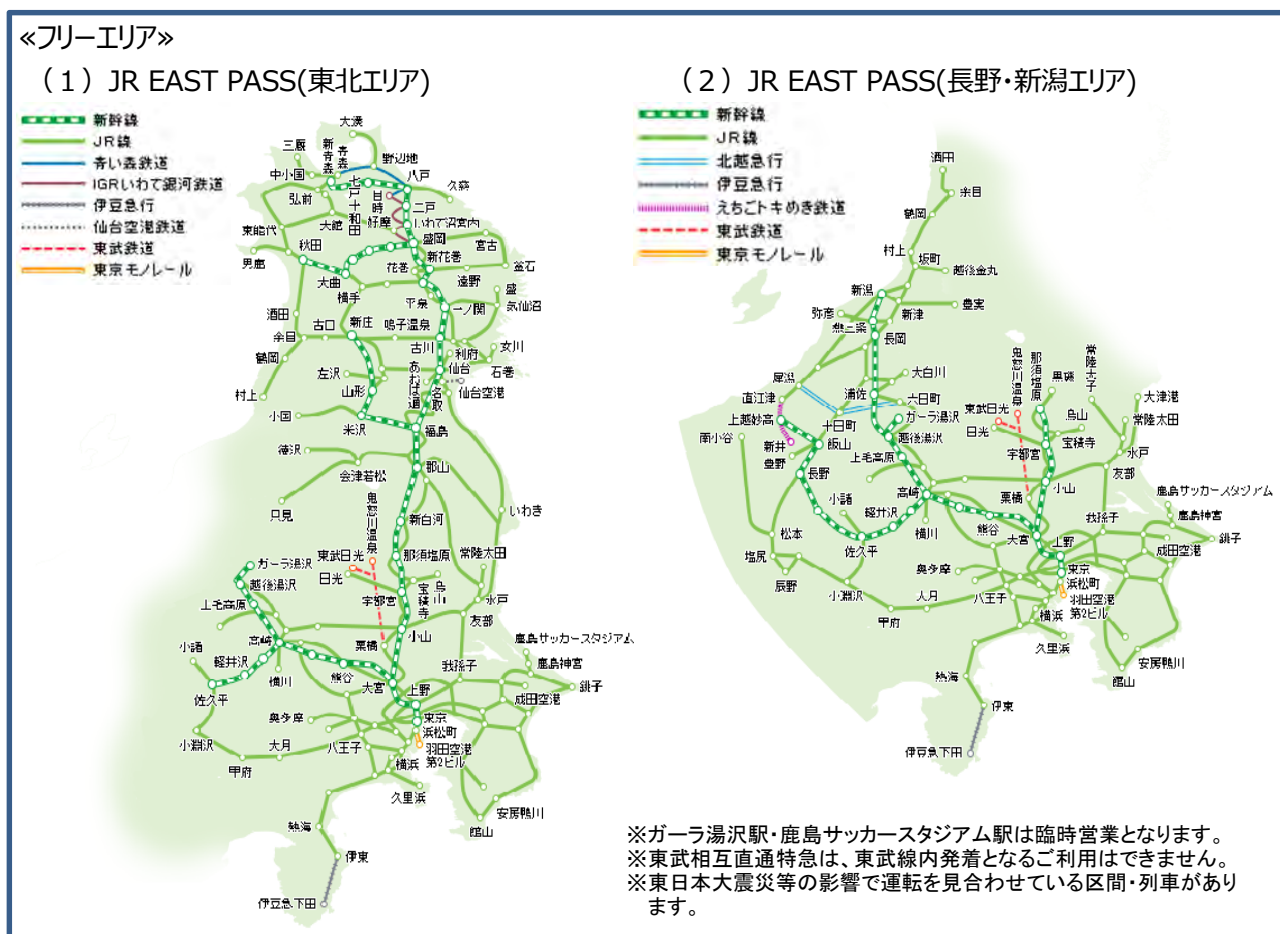 ≪フリーエリア≫
（１）JR EAST PASS(東北エリア)
新幹線
JR線
青い森鉄道
IGRいわて銀河鉄道
伊豆急行
仙台空港鉄道
東武鉄道
東京モノレール
大湊
三厩
新青森
青森
野辺地
中小国
八戸
七戸十和田
目時
久慈
弘前
二戸
大館
好摩
いわて沼宮内
東能代
秋田
盛岡
宮古
新花巻
男鹿
花巻
釜石
大曲
遠野
横手
盛
平泉
一ノ関
気仙沼
酒田
古口
新庄
鳴子温泉
余目
古川
女川
利府
鶴岡
あおば通
仙台
石巻
左沢
名取
仙台空港
山形
村上
小国
米沢
福島
徳沢
郡山
会津若松
只見
鬼怒川温泉
新白河
いわき
東武日光
那須塩原
常陸太田
ガーラ湯沢
日光
越後湯沢
宝積寺
烏山
宇都宮
水戸
上毛高原
友部
小山
高崎
栗橋
鹿島サッカースタジアム
小諸
軽井沢
我孫子
鹿島神宮
横川
熊谷
大宮
上野
銚子
佐久平
成田空港
奥多摩
東京
浜松町
小淵沢
大月
八王子
羽田空港
第2ビル
甲府
横浜
久里浜
安房鴨川
館山
熱海
伊東
伊豆急下田
（２）JR EAST PASS(長野・新潟エリア)
新幹線
JR線
北越急行
伊豆急行
えちごトキめき鉄道
東武鉄道
東京モノレール
酒田
余目
鶴岡
村上
坂町
越後金丸
新潟
豊実
弥彦
新津
燕三条
長岡
鬼怒川温泉
那須塩原
常陸大子
黒磯
大白川
犀潟
浦佐
六日町
大津港
直江津
ガーラ湯沢
東武日光
烏山
常陸太田
上越妙高
十日町
日光
南小谷
新井
飯山
越後湯沢
宝積寺
水戸
豊野
上毛高原
宇都宮
友部
長野
小山
鹿島サッカースタジアム
小諸
高崎
栗橋
軽井沢
我孫子
鹿島神宮
松本
横川
熊谷
大宮
上野
銚子
塩尻
佐久平
成田空港
奥多摩
東京
辰野
浜松町
小淵沢
大月
八王子
羽田空港
第2ビル
甲府
横浜
久里浜
安房鴨川
館山
熱海
伊東
伊豆急下田
※ガーラ湯沢駅・鹿島サッカースタジアム駅は臨時営業となります。
※東武相互直通特急は、東武線内発着となるご利用はできません。
※東日本大震災等の影響で運転を見合わせている区間・列車があり
ます。